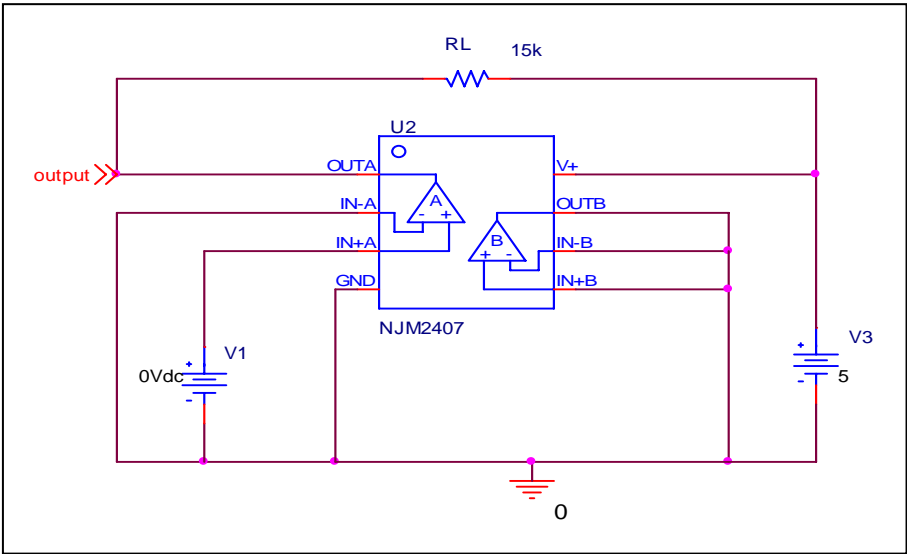 RL 15k
U2
output
OUTA V+
A
IN-A OUTB
- +
B
IN+A IN-B
+ -
GND IN+B
NJM2407
V1
+
0Vdc
-
V3
+
5
-
0